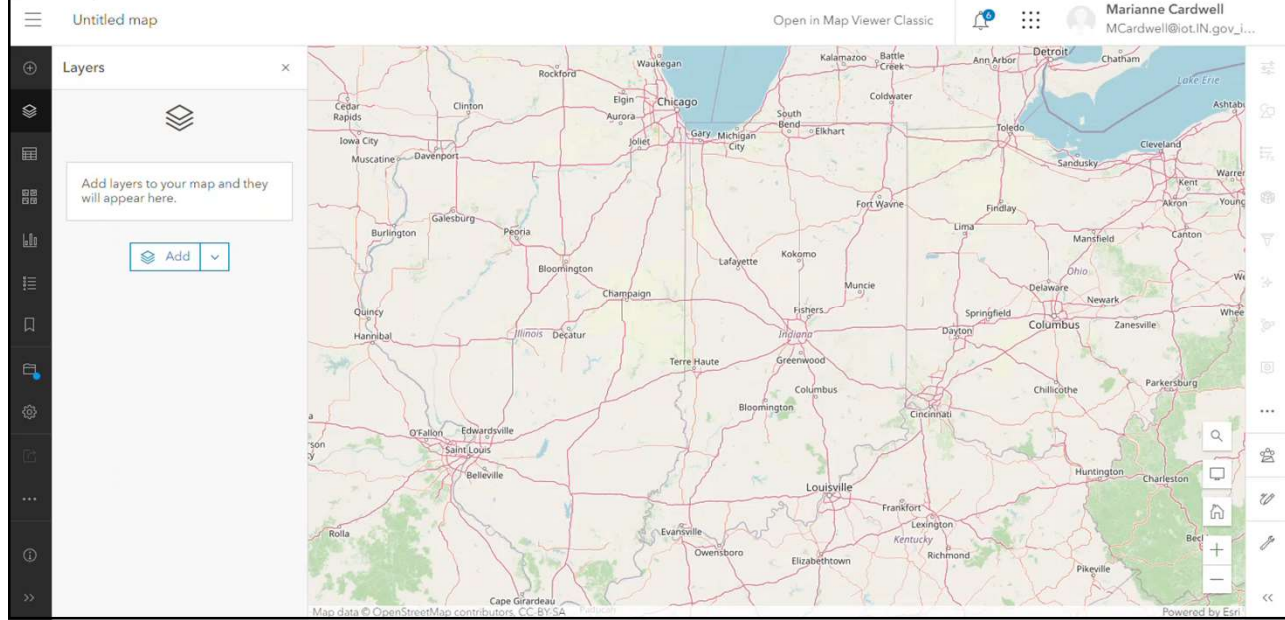 Untitled map
Open in Map Viewer Classic
6
Marianne Cardwell
MCardwell@iot.IN.gov_i...
Layers
Add layers to your map and they
will appear here.
Add
Waukegan
Rockford
Kalamazoo
Battle
Creek
Ann Arbor
Detroit
Chatham
Lake Erie
Cedar
Rapids
Clinton
Elgin
Chicago
Aurora
Coldwater
South
Bend
Elkhart
Toledo
Ashtabu
Iowa City
Joliet
Gary
Michigan
City
Cleveland
Muscatine
Davenport
Sandusky
Kent
Warren
Akron
Young
Galesburg
Fort Wayne
Findlay
Burlington
Peoria
Lima
Mansfield
Canton
Lafayette
Kokomo
Bloomington
Ohio
Champaign
Muncie
Delaware
Newark
Whee
Quincy
Fishers
Springfield
Columbus
Zanesville
Hannibal
Illinois
Decatur
Indiana
Dayton
Terre Haute
Greenwood
Columbus
Chillicothe
Parkersburg
Bloomington
Cincinnati
O'Fallon
Edwardsville
Saint Louis
Belleville
Huntington
Charleston
Louisville
Frankfort
Lexington
Rolla
Evansville
Kentucky
Beckl
Owensboro
Elizabethtown
Richmond
Pikeville
Cape Girardeau
Paducah
Map data © OpenStreetMap contributors, CC-BY-SA
Powered by Esri